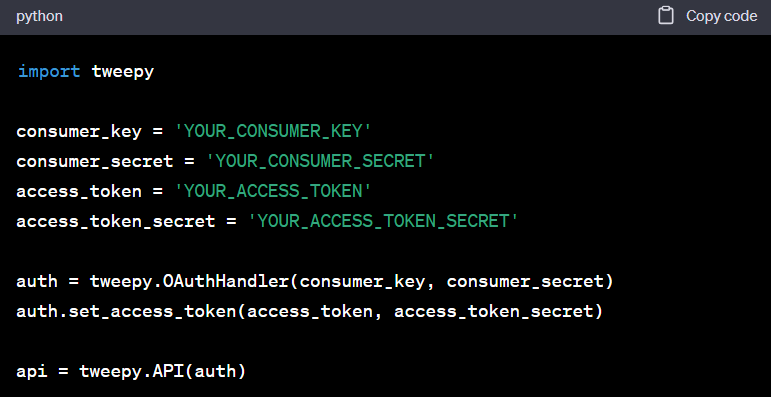 python
Copy code
import tweepy
consumer_key = 'YOUR_CONSUMER_KEY'
consumer_secret = 'YOUR_CONSUMER_SECRET'
access_token = 'YOUR_ACCESS_TOKEN'
access_token_secret = 'YOUR_ACCESS_TOKEN_SECRET'
auth = tweepy.OAuthHandler(consumer_key, consumer_secret)
auth.set_access_token(access_token, access_token_secret)
api = tweepy.API(auth)